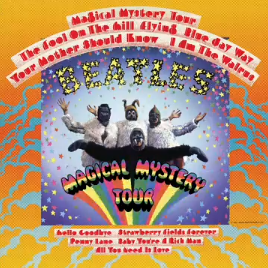 Magical Mystery Tour
The Fool On The Hill Flying Blue Jay Way
Your Mother Should Know I Am The Walrus
BEATLES
MAGICAL MYSTERY
TOUR
Hello Goodbye Strawberry Fields Forever
Penny Lane Baby You're A Rich Man
All You Need Is Love